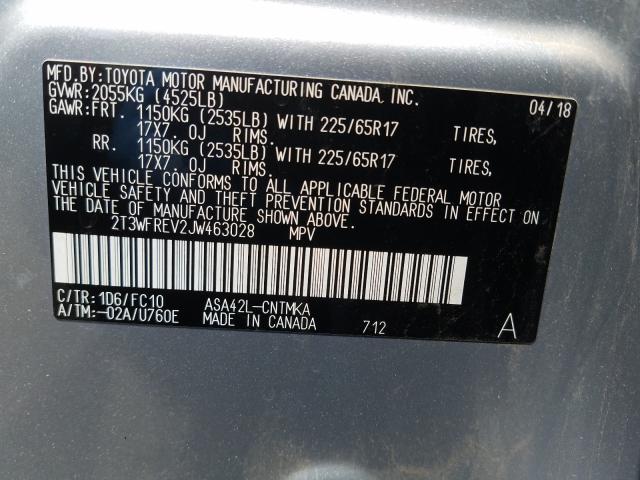 MFD.BY:TOYOTA MOTOR MANUFACTURING CANADA INC.
GVWR:2055KG (4525LB) 04/18
GAWR:FRT. 1150KG (2535LB) WITH 225/65R17 TIRES,
17X7.0J RIMS.
RR. 1150KG (2535LB) WITH 225/65R17 TIRES,
17X7.0J RIMS.
THIS VEHICLE CONFORMS TO ALL APPLICABLE FEDERAL MOTOR
VEHICLE SAFETY AND THEFT PREVENTION STANDARDS IN EFFECT ON
THE DATE OF MANUFACTURE SHOWN ABOVE.
2T3WFREV2JW463028 MPV
C/TR: 1D6/FC10 ASA42L-CNTMKA
A/TM:-02A/U760E MADE IN CANADA 712 A